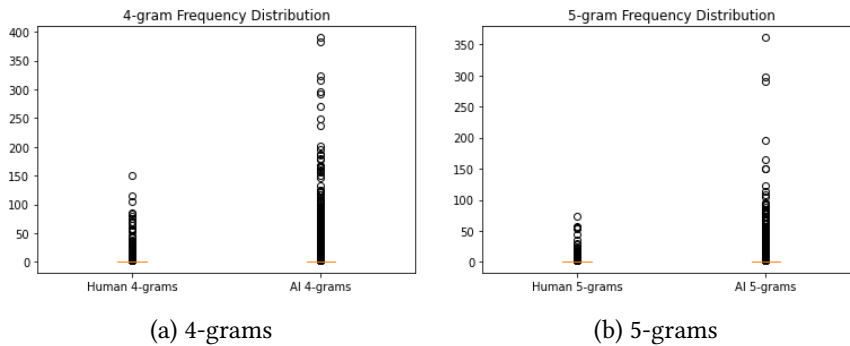 4-gram Frequency Distribution
400
350
300
250
200
150
100
50
0
Human 4-grams AI 4-grams
(a) 4-grams
5-gram Frequency Distribution
350
300
250
200
150
100
50
0
Human 5-grams AI 5-grams
(b) 5-grams